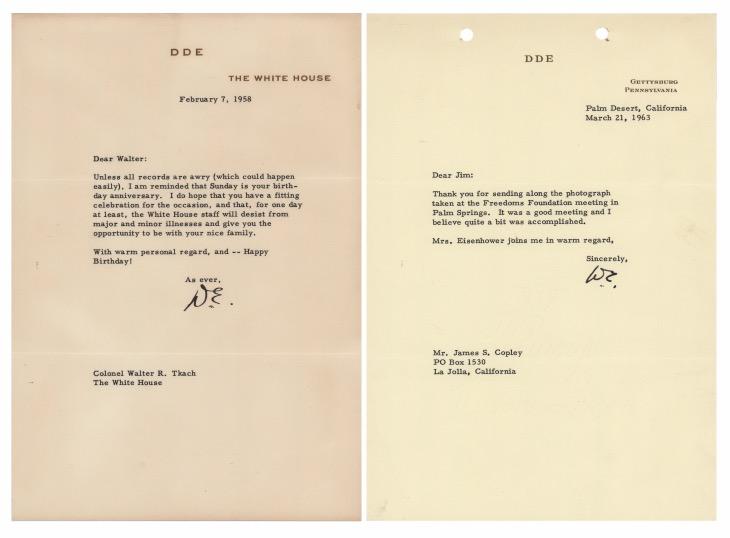 DDE
THE WHITE HOUSE
February 7, 1958
Dear Walter:
Unless all records are awry (which could happen
easily), I am reminded that Sunday is your birth-
day anniversary. I do hope that you have a fitting
celebration for the occasion, and that, for one day
at least, the White House staff will desist from
major and minor illnesses and give you the
opportunity to be with your nice family.
With warm personal regard, and -- Happy
Birthday!
As ever,
D.E.
Colonel Walter R. Tkach
The White House
DDE
GETTYSBURG
PENNSYLVANIA
Palm Desert, California
March 21, 1963
Dear Jim:
Thank you for sending along the photograph
taken at the Freedoms Foundation meeting in
Palm Springs. It was a good meeting and I
believe quite a bit was accomplished.
Mrs. Eisenhower joins me in warm regard,
Sincerely,
D.E.
Mr. James S. Copley
PO Box 1530
La Jolla, California